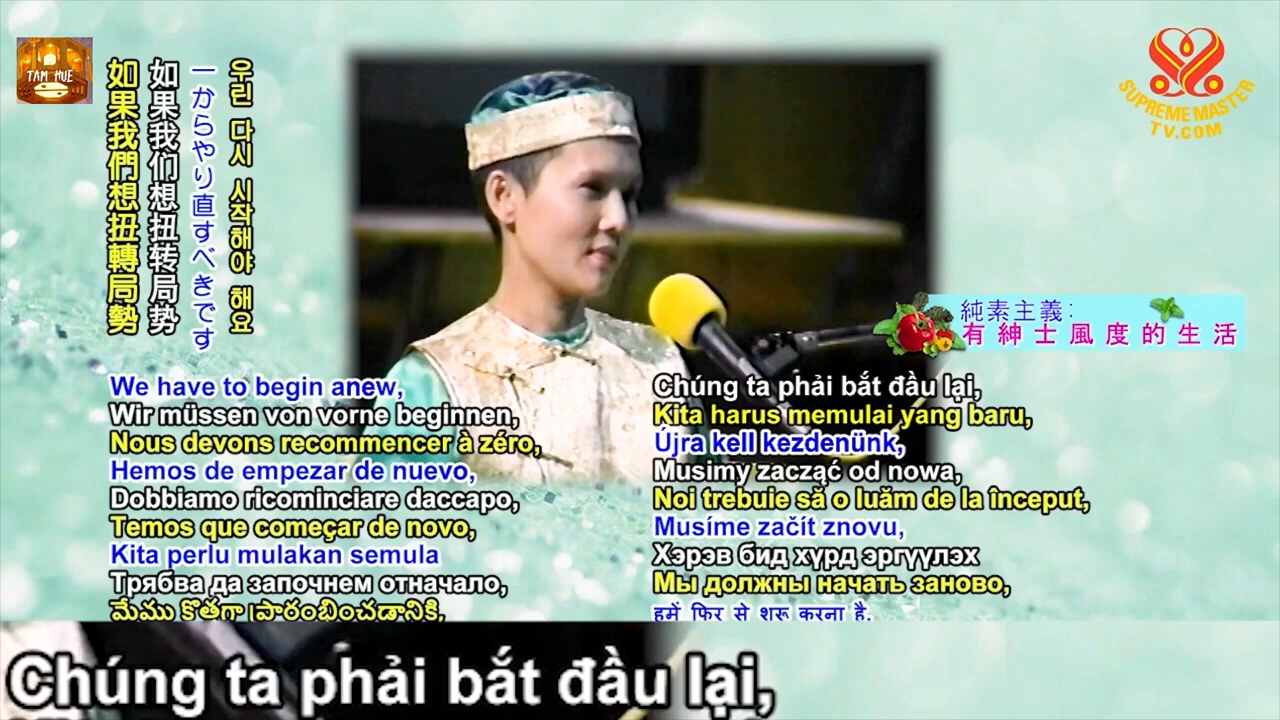 TAM HUE
如果我們想扭轉局勢
如果我们想扭转局势
一からやり直すべきです
우린 다시 시작해야 해요
SUPREME MASTER
TV.COM
純素主義：
有紳士風度的生活
We have to begin anew,
Wir müssen von vorne beginnen,
Nous devons recommencer à zéro,
Hemos de empezar de nuevo,
Dobbiamo ricominciare daccapo,
Temos que começar de novo,
Kita perlu mulakan semula
Трябва да започнем отначало,
మేము కొత్తగా ప్రారంభించడానికి,
Chúng ta phải bắt đầu lại,
Kita harus memulai yang baru,
Újra kell kezdenünk,
Musimy zacząć od nowa,
Noi trebuie să o luăm de la început,
Musíme začít znovu,
Хэрэв бид хүрд эргүүлэх
Мы должны начать заново,
हमें फिर से शुरू करना है,
Chúng ta phải bắt đầu lại,